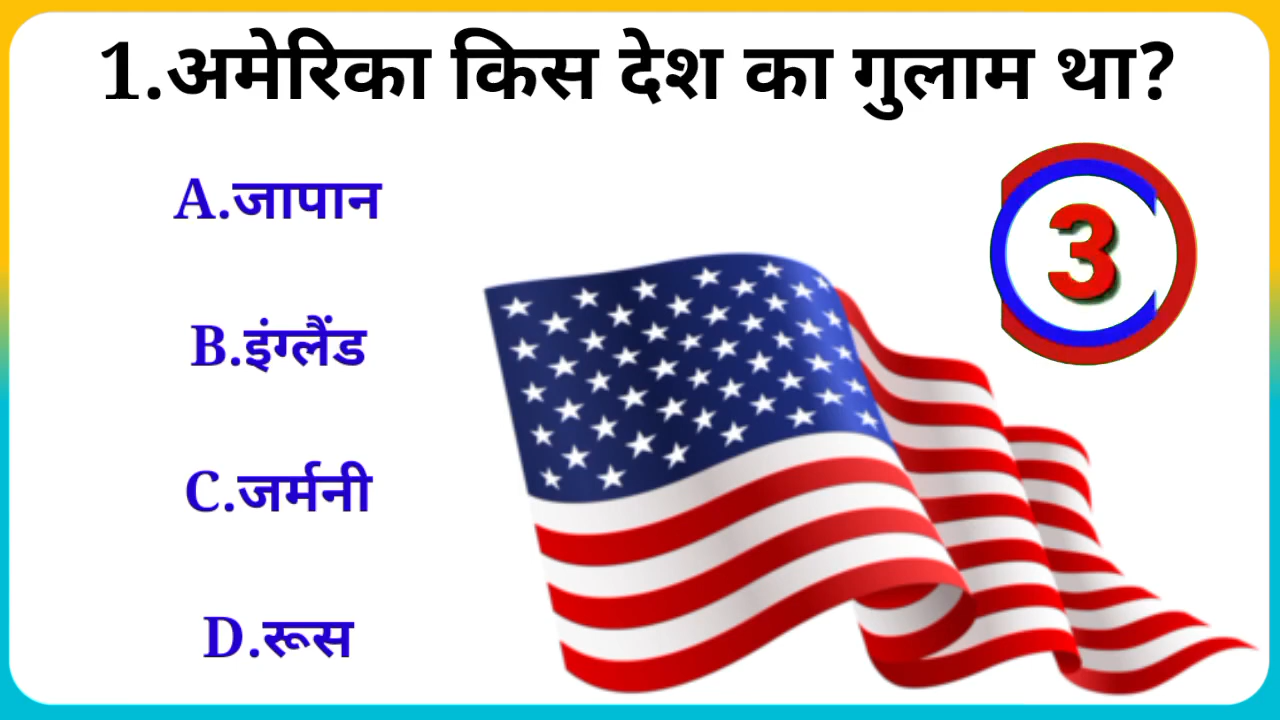 1.अमेरिका किस देश का गुलाम था?
A.जापान
3
B.इंग्लैंड
C.जर्मनी
D.रूस